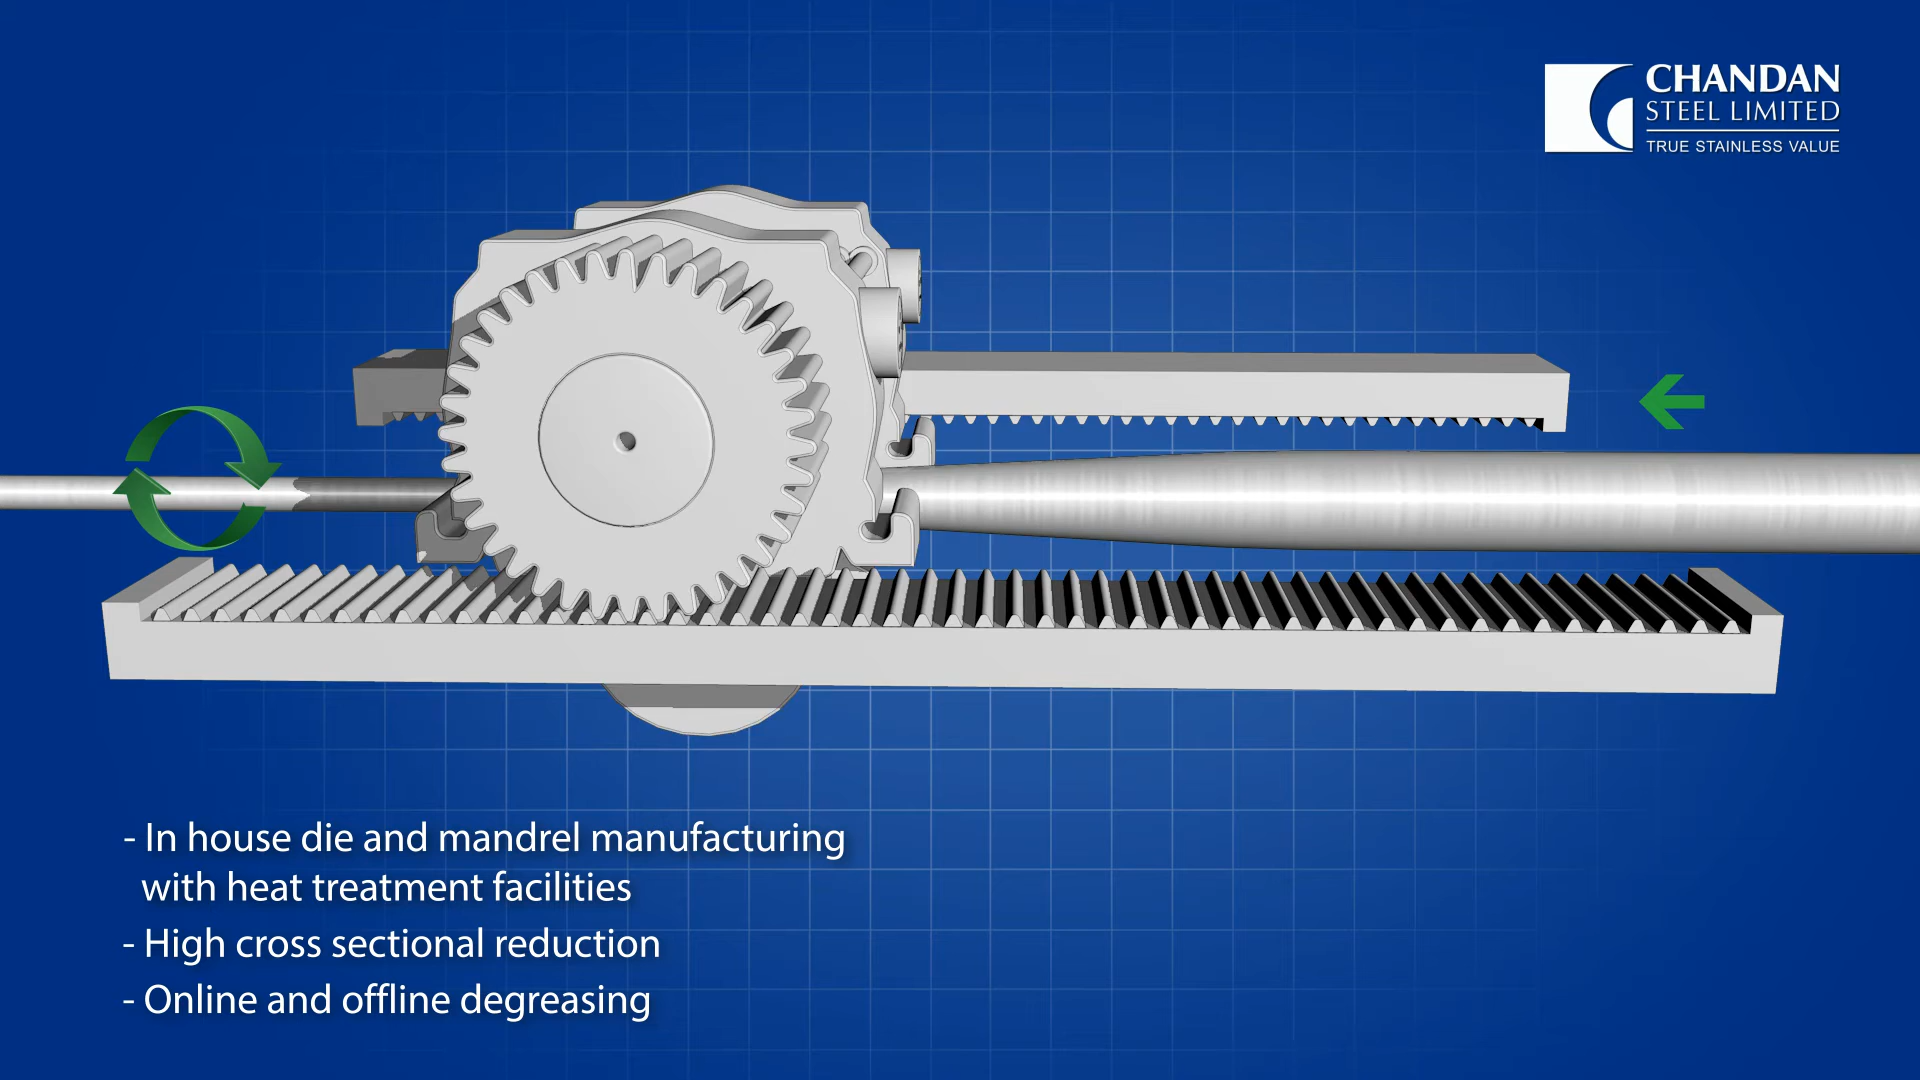 CHANDAN
STEEL LIMITED
TRUE STAINLESS VALUE
- In house die and mandrel manufacturing
with heat treatment facilities
- High cross sectional reduction
- Online and offline degreasing